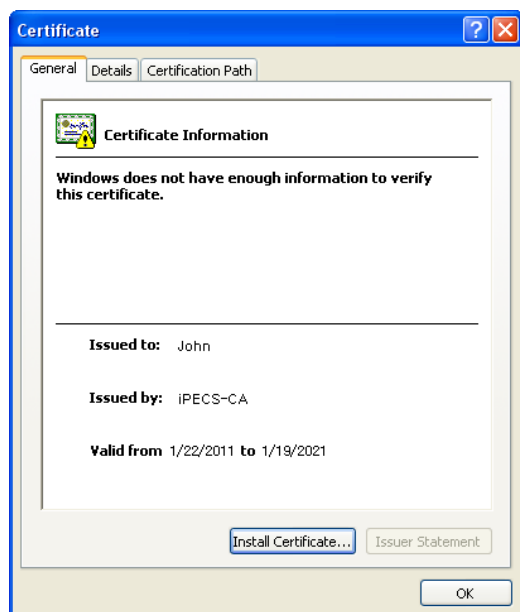 Certificate
General Details Certification Path
Certificate Information
Windows does not have enough information to verify
this certificate.
Issued to: John
Issued by: iPECS-CA
Valid from 1/22/2011 to 1/19/2021
Install Certificate... Issuer Statement
OK